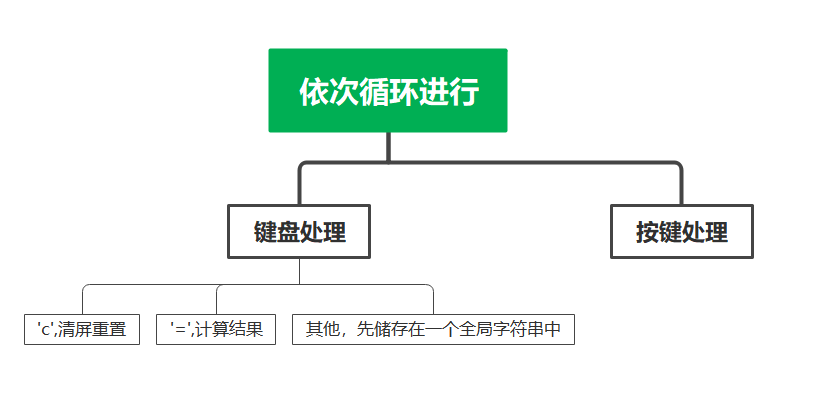 依次循环进行
键盘处理
按键处理
'c',清屏重置
'=',计算结果
其他，先储存在一个全局字符串中